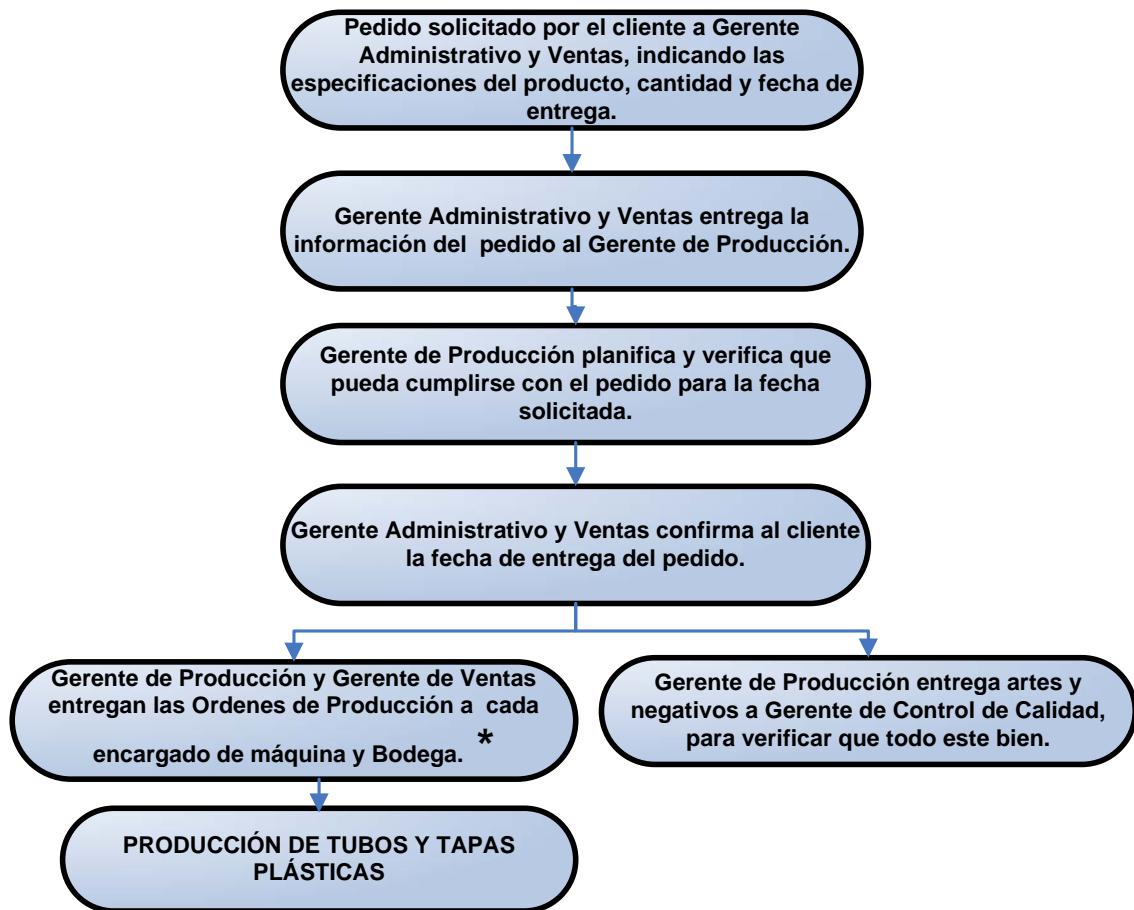 Pedido solicitado por el cliente a Gerente
Administrativo y Ventas, indicando las
especificaciones del producto, cantidad y fecha de
entrega.
Gerente Administrativo y Ventas entrega la
información del pedido al Gerente de Producción.
Gerente de Producción planifica y verifica que
pueda cumplirse con el pedido para la fecha
solicitada.
Gerente Administrativo y Ventas confirma al cliente
la fecha de entrega del pedido.
Gerente de Producción y Gerente de Ventas
entregan las Ordenes de Producción a cada
encargado de máquina y Bodega. *
Gerente de Producción entrega artes y
negativos a Gerente de Control de Calidad,
para verificar que todo este bien.
PRODUCCIÓN DE TUBOS Y TAPAS
PLÁSTICAS